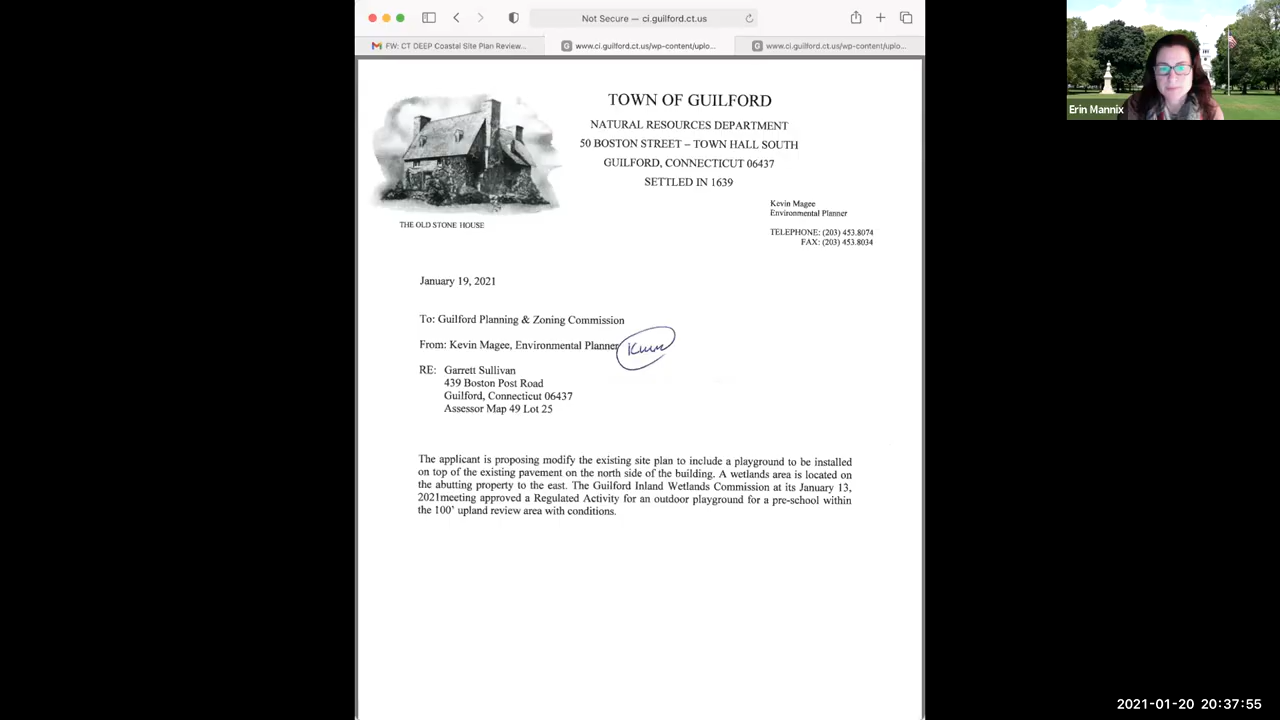 Not Secure — ci.guilford.ct.us
FW: CT DEEP Coastal Site Plan Review...
www.ci.guilford.ct.us/wp-content/uplo...
www.ci.guilford.ct.us/wp-content/uplo...
Erin Mannix
TOWN OF GUILFORD
NATURAL RESOURCES DEPARTMENT
50 BOSTON STREET – TOWN HALL SOUTH
GUILFORD, CONNECTICUT 06437
SETTLED IN 1639
THE OLD STONE HOUSE
Kevin Magee
Environmental Planner
TELEPHONE: (203) 453.8074
FAX: (203) 453.8034
January 19, 2021
To: Guilford Planning & Zoning Commission
From: Kevin Magee, Environmental Planner
RE: Garrett Sullivan
439 Boston Post Road
Guilford, Connecticut 06437
Assessor Map 49 Lot 25
The applicant is proposing modify the existing site plan to include a playground to be installed
on top of the existing pavement on the north side of the building. A wetlands area is located on
the abutting property to the east. The Guilford Inland Wetlands Commission at its January 13,
2021meeting approved a Regulated Activity for an outdoor playground for a pre-school within
the 100' upland review area with conditions.
2021-01-20 20:37:55